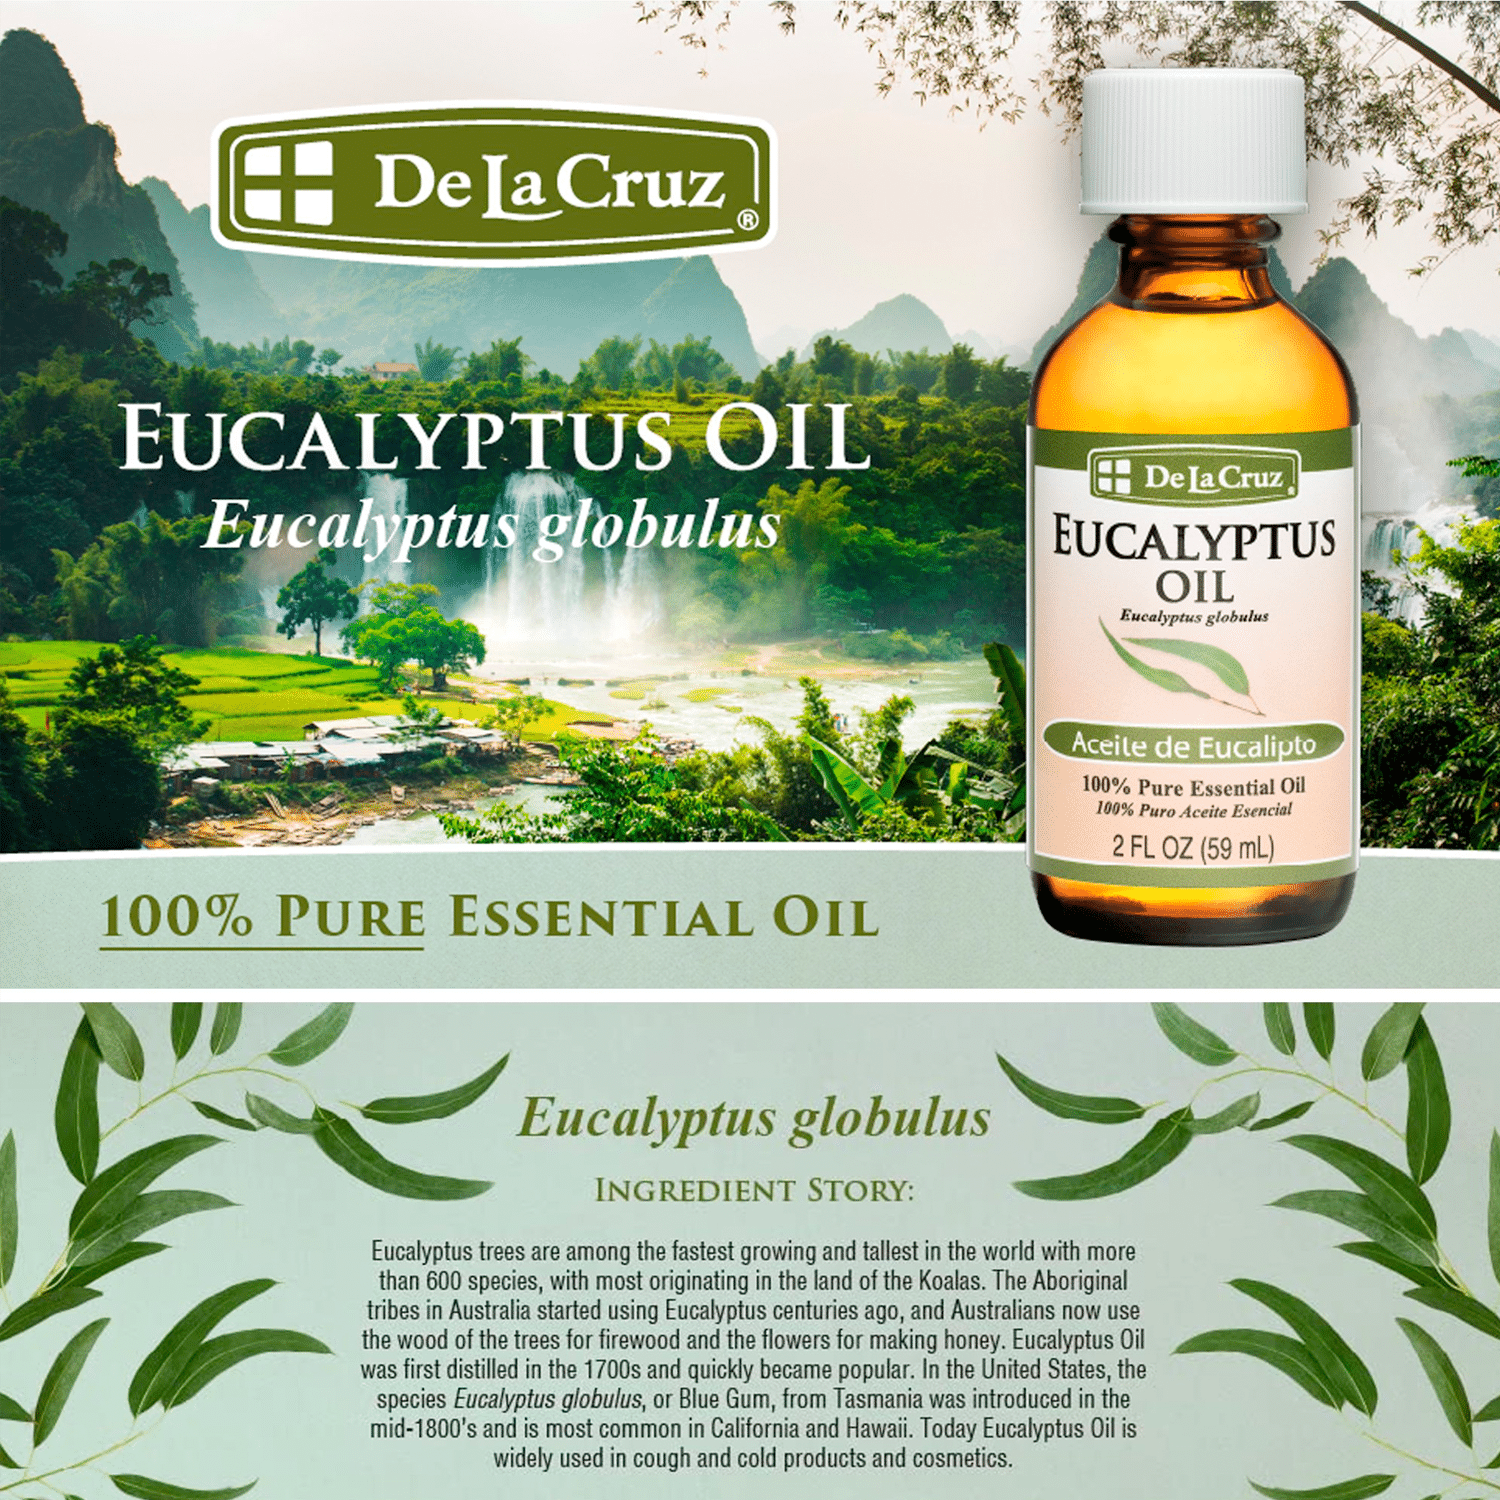 De La Cruz ®
EUCALYPTUS OIL
Eucalyptus globulus
De La Cruz ®
EUCALYPTUS
OIL
Eucalyptus globulus
Aceite de Eucalipto
100% Pure Essential Oil
100% Puro Aceite Esencial
2 FL OZ (59 mL)
100% PURE ESSENTIAL OIL
Eucalyptus globulus
INGREDIENT STORY:
Eucalyptus trees are among the fastest growing and tallest in the world with more
than 600 species, with most originating in the land of the Koalas. The Aboriginal
tribes in Australia started using Eucalyptus centuries ago, and Australians now use
the wood of the trees for firewood and the flowers for making honey. Eucalyptus Oil
was first distilled in the 1700s and quickly became popular. In the United States, the
species Eucalyptus globulus, or Blue Gum, from Tasmania was introduced in the
mid-1800's and is most common in California and Hawaii. Today Eucalyptus Oil is
widely used in cough and cold products and cosmetics.